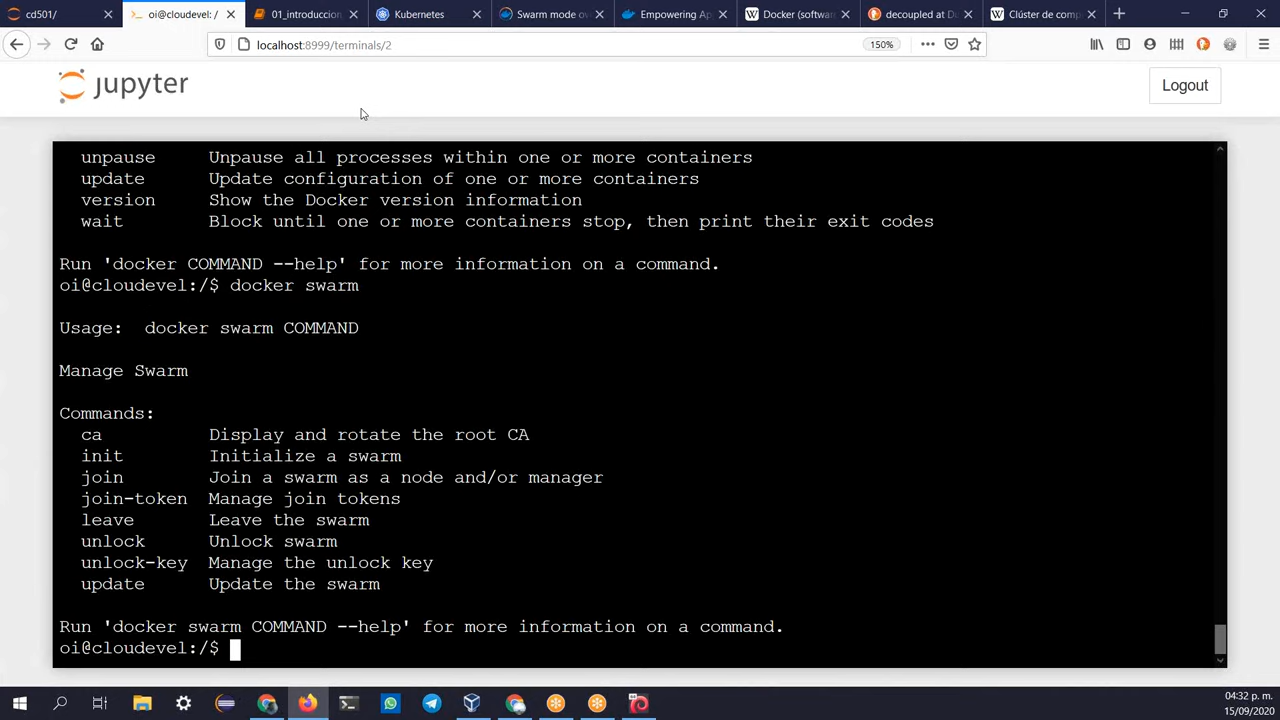 cd501/
oi@cloudevel: /
01_introduccion
Kubernetes
Swarm mode ov
Empowering Ap
Docker (softwa
decoupled at Du
Clúster de comp
localhost:8999/terminals/2
150%
jupyter
Logout
unpause Unpause all processes within one or more containers
update Update configuration of one or more containers
version Show the Docker version information
wait Block until one or more containers stop, then print their exit codes
Run 'docker COMMAND --help' for more information on a command.
oi@cloudevel:/$ docker swarm
Usage: docker swarm COMMAND
Manage Swarm
Commands:
ca Display and rotate the root CA
init Initialize a swarm
join Join a swarm as a node and/or manager
join-token Manage join tokens
leave Leave the swarm
unlock Unlock swarm
unlock-key Manage the unlock key
update Update the swarm
Run 'docker swarm COMMAND --help' for more information on a command.
oi@cloudevel:/$
04:32 p. m.
15/09/2020